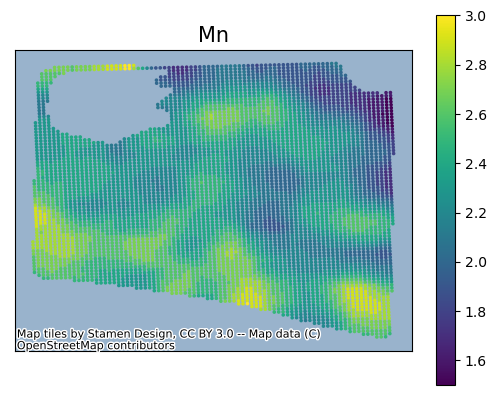 Mn
3.0
2.8
2.6
2.4
2.2
2.0
1.8
1.6
Map tiles by Stamen Design, CC BY 3.0 -- Map data (C)
OpenStreetMap contributors